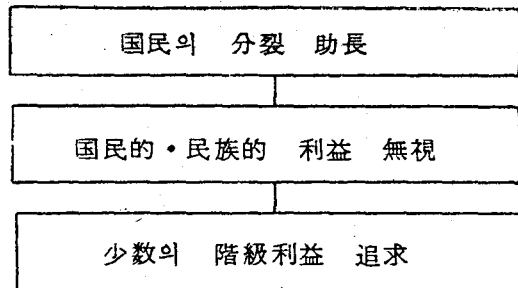 国民의 分裂 助長
国民的·民族的 利益 無視
少数의 階級利益 追求